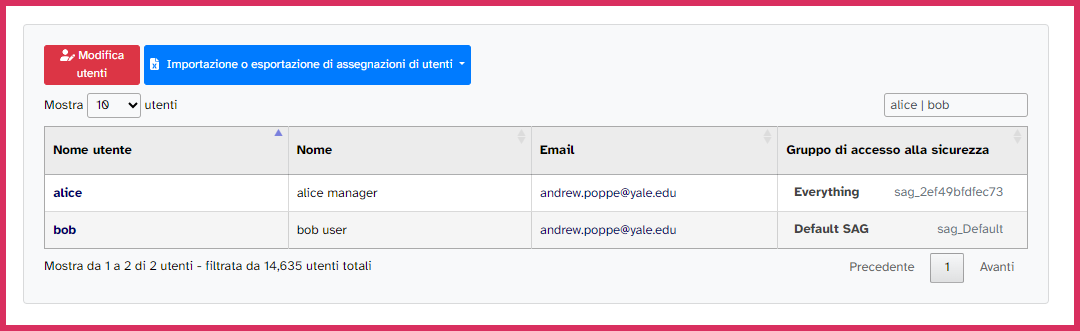 Modifica
utenti
Importazione o esportazione di assegnazioni di utenti
Mostra 10 utenti
alice | bob
Nome utente Nome Email Gruppo di accesso alla sicurezza
alice alice manager andrew.poppe@yale.edu Everything sag_2ef49bfdfec73
bob bob user andrew.poppe@yale.edu Default SAG sag_Default
Mostra da 1 a 2 di 2 utenti - filtrata da 14,635 utenti totali
Precedente 1 Avanti